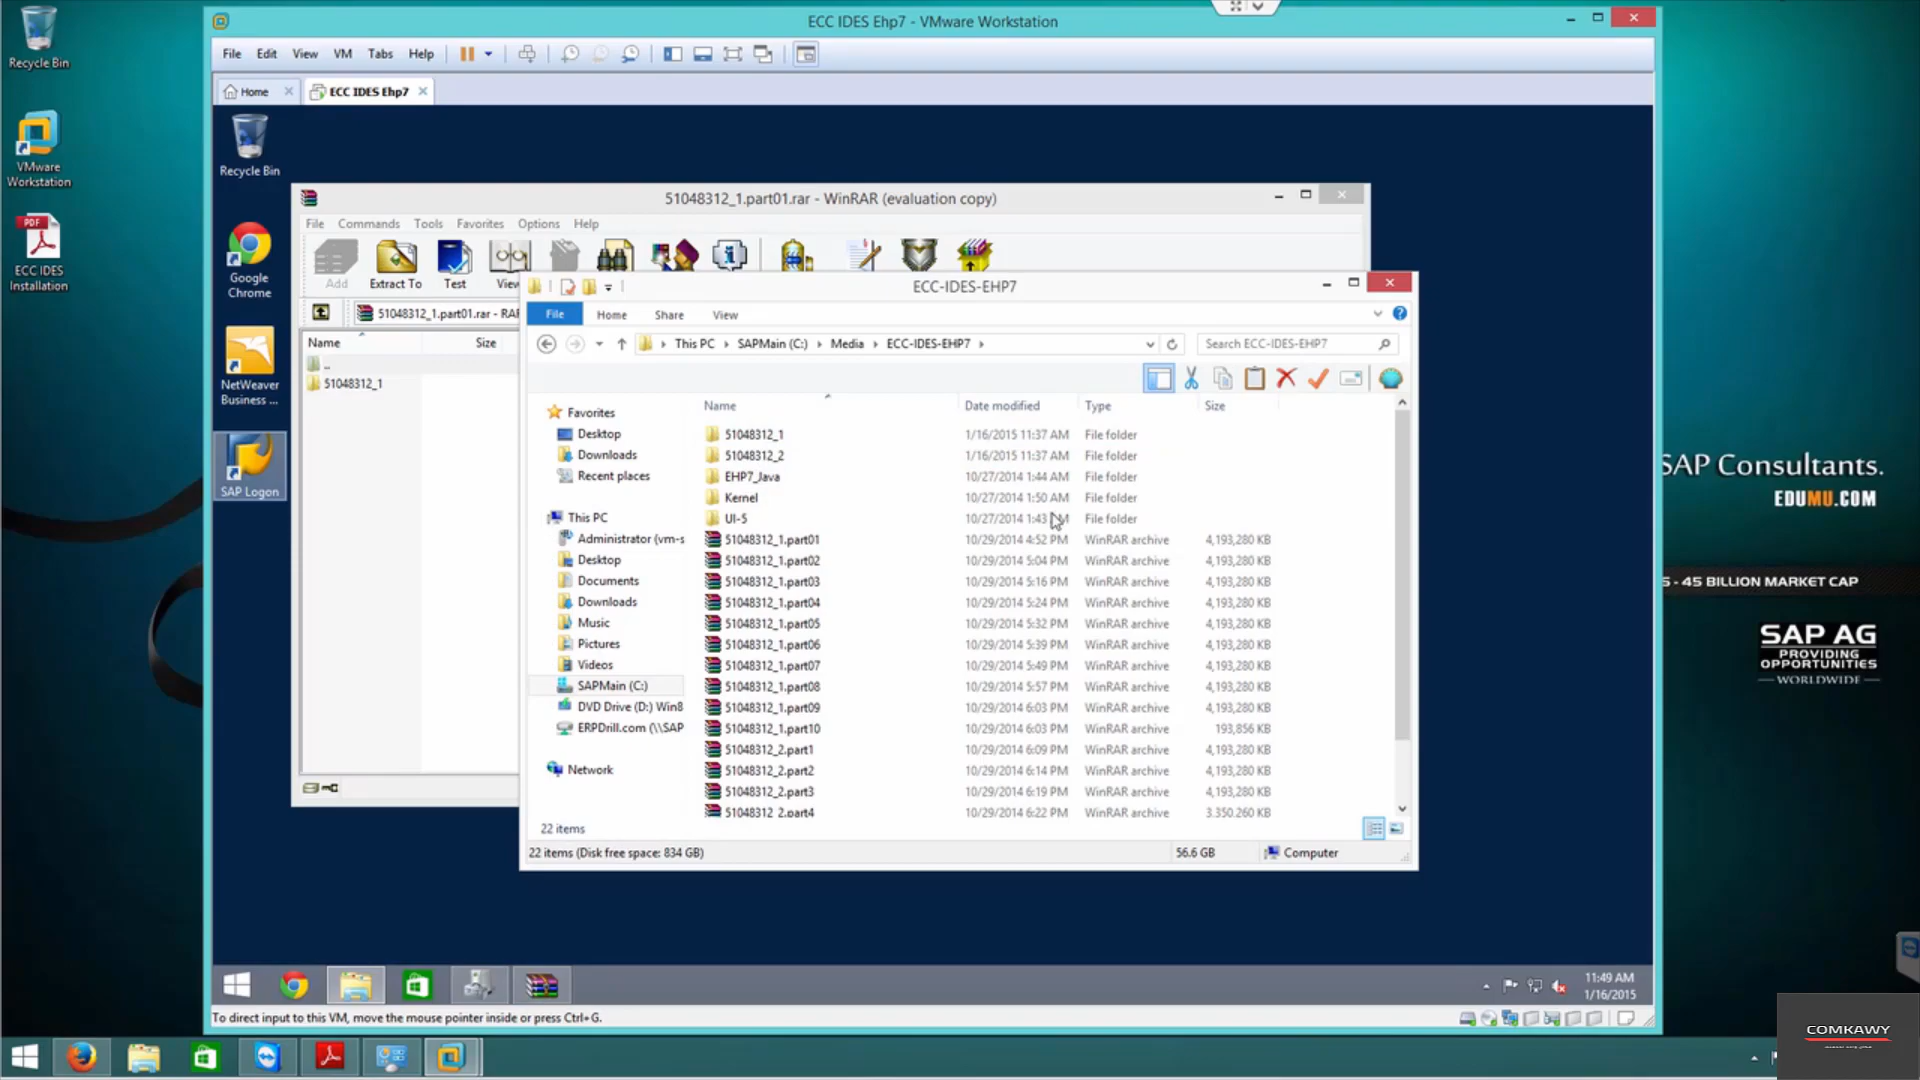 Recycle Bin
VMware
Workstation
PDF
ECC IDES
Installation
ECC IDES Ehp7 - VMware Workstation
File Edit View VM Tabs Help
Home
ECC IDES Ehp7
Recycle Bin
Google
Chrome
NetWeaver
Business ...
SAP Logon
51048312_1.part01.rar - WinRAR (evaluation copy)
File Commands Tools Favorites Options Help
Add Extract To Test
51048312_1.part01.rar
Name Size
..
51048312_1
ECC-IDES-EHP7
File Home Share View
This PC SAPMain (C:) Media ECC-IDES-EHP7
Search ECC-IDES-EHP7
Favorites
Desktop
Downloads
Recent places
This PC
Administrator (vm-s
Desktop
Documents
Downloads
Music
Pictures
Videos
SAPMain (C:)
DVD Drive (D:) Win8
ERPDrill.com (\\SAP
Network
Name Date modified Type Size
51048312_1 1/16/2015 11:37 AM File folder
51048312_2 1/16/2015 11:37 AM File folder
EHP7_Java 10/27/2014 1:44 AM File folder
Kernel 10/27/2014 1:50 AM File folder
UI-5 10/27/2014 1:43 File folder
51048312_1.part01 10/29/2014 4:52 PM WinRAR archive 4,193,280 KB
51048312_1.part02 10/29/2014 5:04 PM WinRAR archive 4,193,280 KB
51048312_1.part03 10/29/2014 5:16 PM WinRAR archive 4,193,280 KB
51048312_1.part04 10/29/2014 5:24 PM WinRAR archive 4,193,280 KB
51048312_1.part05 10/29/2014 5:32 PM WinRAR archive 4,193,280 KB
51048312_1.part06 10/29/2014 5:39 PM WinRAR archive 4,193,280 KB
51048312_1.part07 10/29/2014 5:49 PM WinRAR archive 4,193,280 KB
51048312_1.part08 10/29/2014 5:57 PM WinRAR archive 4,193,280 KB
51048312_1.part09 10/29/2014 6:03 PM WinRAR archive 4,193,280 KB
51048312_1.part10 10/29/2014 6:03 PM WinRAR archive 193,856 KB
51048312_2.part1 10/29/2014 6:09 PM WinRAR archive 4,193,280 KB
51048312_2.part2 10/29/2014 6:14 PM WinRAR archive 4,193,280 KB
51048312_2.part3 10/29/2014 6:19 PM WinRAR archive 4,193,280 KB
51048312_2.part4 10/29/2014 6:22 PM WinRAR archive 3,350,260 KB
22 items
22 items (Disk free space: 834 GB) 56.6 GB Computer
11:49 AM
1/16/2015
To direct input to this VM, move the mouse pointer inside or press Ctrl+G.
SAP Consultants.
EDUMU.COM
- 45 BILLION MARKET CAP
SAP AG
PROVIDING
OPPORTUNITIES
WORLDWIDE
COMKAWY